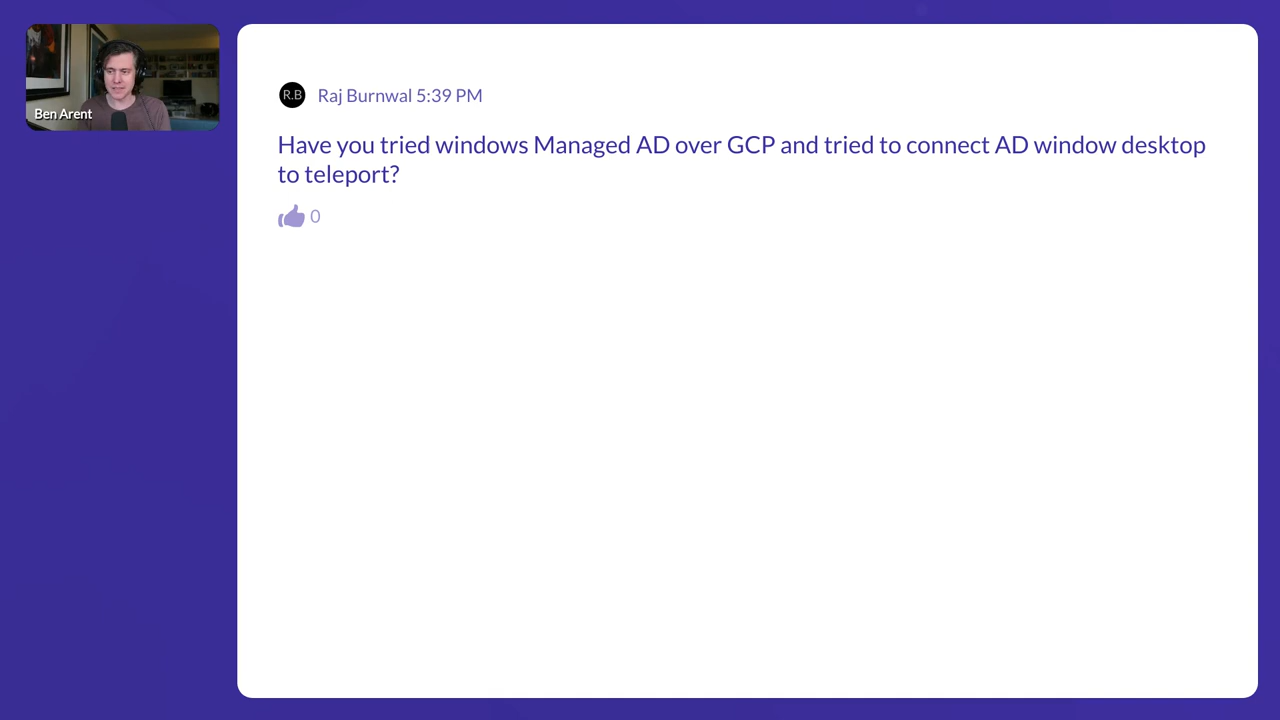 Ben Arent
R.B
Raj Burnwal 5:39 PM
Have you tried windows Managed AD over GCP and tried to connect AD window desktop
to teleport?
0